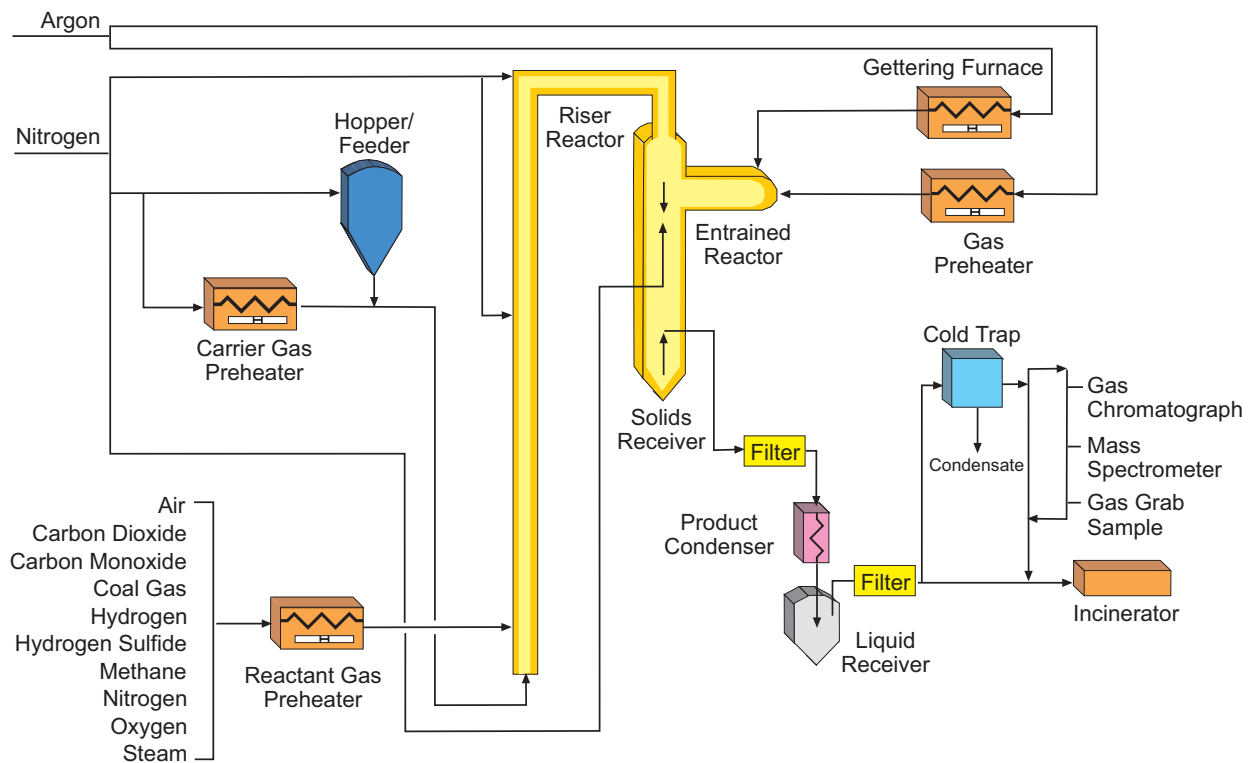 Argon
Nitrogen
Hopper/
Feeder
Riser
Reactor
Gettering Furnace
Entrained
Reactor
Gas
Preheater
Carrier Gas
Preheater
Solids
Receiver
Filter
Cold Trap
Condensate
Gas
Chromatograph
Mass
Spectrometer
Gas Grab
Sample
Product
Condenser
Filter
Liquid
Receiver
Incinerator
Air
Carbon Dioxide
Carbon Monoxide
Coal Gas
Hydrogen
Hydrogen Sulfide
Methane
Nitrogen
Oxygen
Steam
Reactant Gas
Preheater